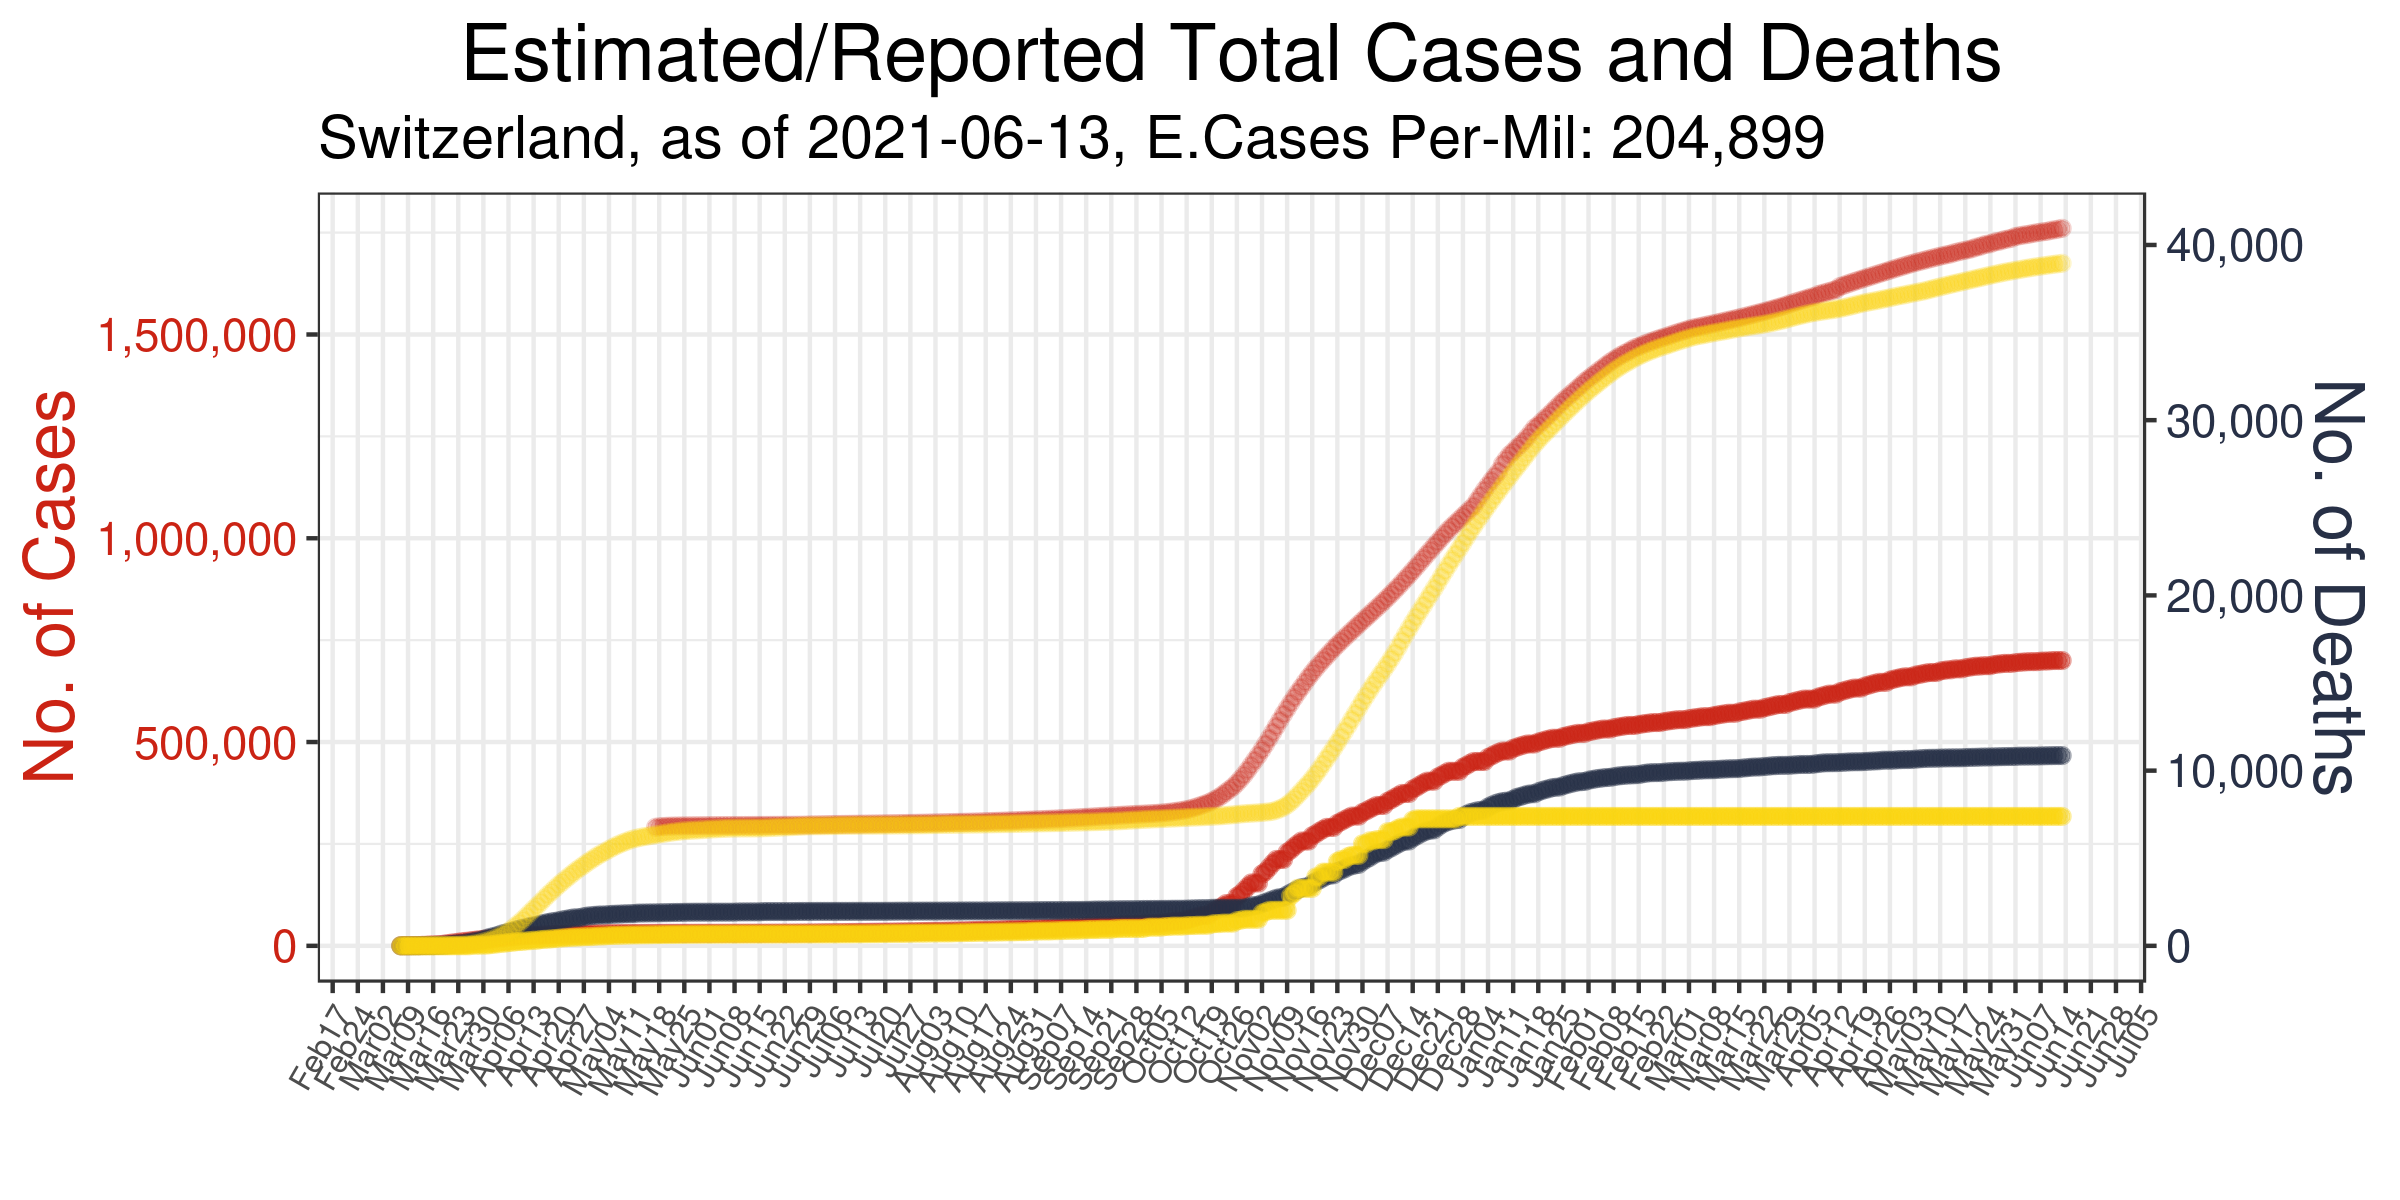 Estimated/Reported Total Cases and Deaths
Switzerland, as of 2021-06-13, E.Cases Per-Mil: 204,899
No. of Cases
1,500,000
1,000,000
500,000
0
40,000
30,000
20,000
10,000
0
No. of Deaths
Feb17
Feb24
Mar02
Mar09
Mar16
Mar23
Mar30
Apr06
Apr13
Apr20
Apr27
May04
May11
May18
May25
Jun01
Jun08
Jun15
Jun22
Jun29
Jul06
Jul13
Jul20
Jul27
Aug03
Aug10
Aug17
Aug24
Aug31
Sep07
Sep14
Sep21
Sep28
Oct05
Oct12
Oct19
Oct26
Nov02
Nov09
Nov16
Nov23
Nov30
Dec07
Dec14
Dec21
Dec28
Jan04
Jan11
Jan18
Jan25
Feb01
Feb08
Feb15
Feb22
Mar01
Mar08
Mar15
Mar22
Mar29
Apr05
Apr12
Apr19
Apr26
May03
May10
May17
May24
May31
Jun07
Jun14
Jun21
Jun28
Jul05